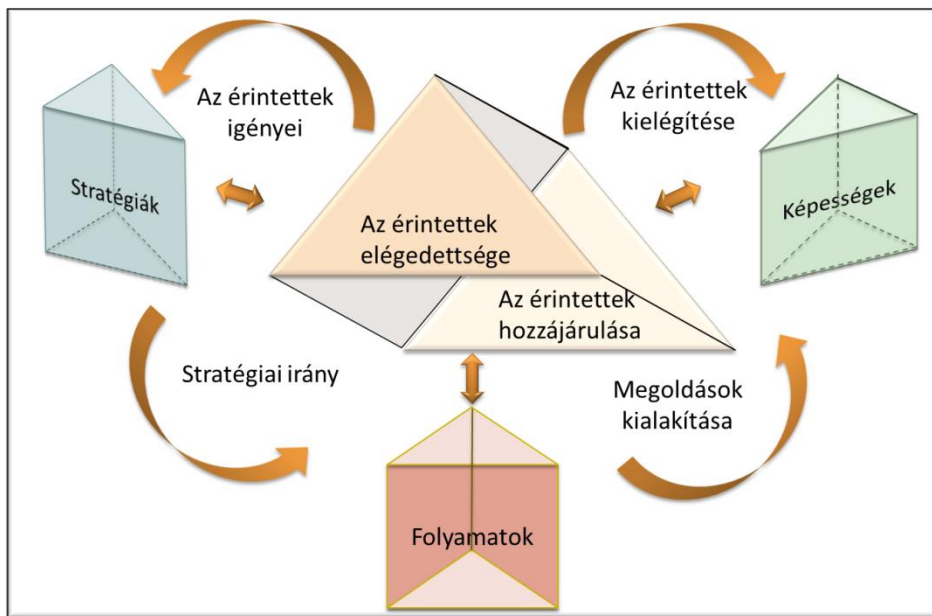 Az érintettek
igényei
Az érintettek
kielégítése
Stratégiák
Képességek
Az érintettek
elégedettsége
Az érintettek
hozzájárulása
Stratégiai irány
Megoldások
kialakítása
Folyamatok